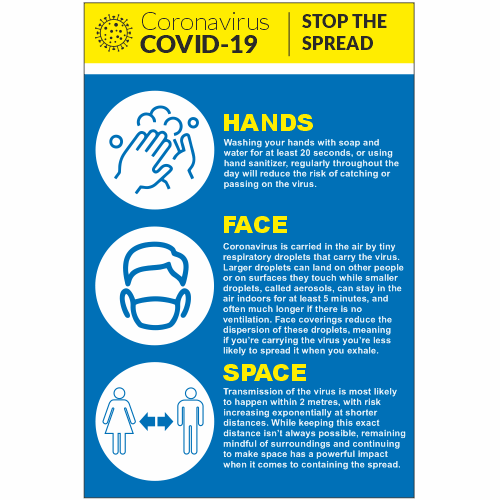 Coronavirus
COVID-19
STOP THE
SPREAD
HANDS
Washing your hands with soap and
water for at least 20 seconds, or using
hand sanitizer, regularly throughout the
day will reduce the risk of catching or
passing on the virus.
FACE
Coronavirus is carried in the air by tiny
respiratory droplets that carry the virus.
Larger droplets can land on other people
or on surfaces they touch while smaller
droplets, called aerosols, can stay in the
air indoors for at least 5 minutes, and
often much longer if there is no
ventilation. Face coverings reduce the
dispersion of these droplets, meaning
if you're carrying the virus you're less
likely to spread it when you exhale.
SPACE
Transmission of the virus is most likely
to happen within 2 metres, with risk
increasing exponentially at shorter
distances. While keeping this exact
distance isn't always possible, remaining
mindful of surroundings and continuing
to make space has a powerful impact
when it comes to containing the spread.